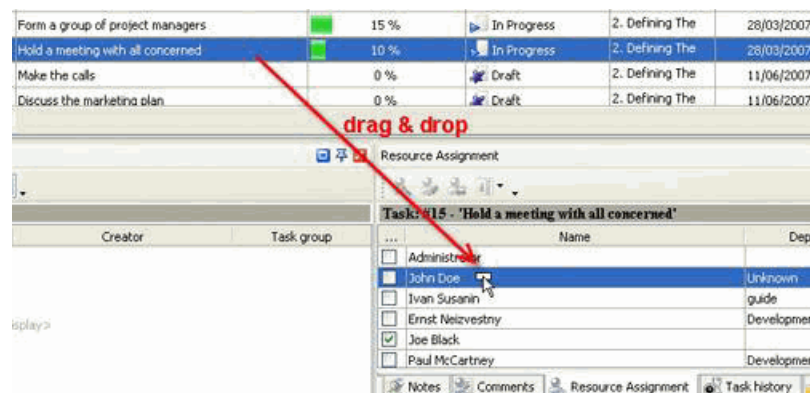 Form a group of project managers 15 % In Progress 2. Defining The 28/03/2007
Hold a meeting with all concerned 10 % In Progress 2. Defining The 28/03/2007
Make the calls 0 % Draft 2. Defining The 11/06/2007
Discuss the marketing plan 0 % Draft 2. Defining The 11/06/2007
drag & drop
Resource Assignment
Task: #15 - 'Hold a meeting with all concerned'
Creator Task group ... Name Dep
Administrator
John Doe Unknown
Ivan Susanin guide
Ernst Neizvestny Developmen
isplay>
Joe Black
Paul McCartney Developmen
Notes Comments Resource Assignment Task history